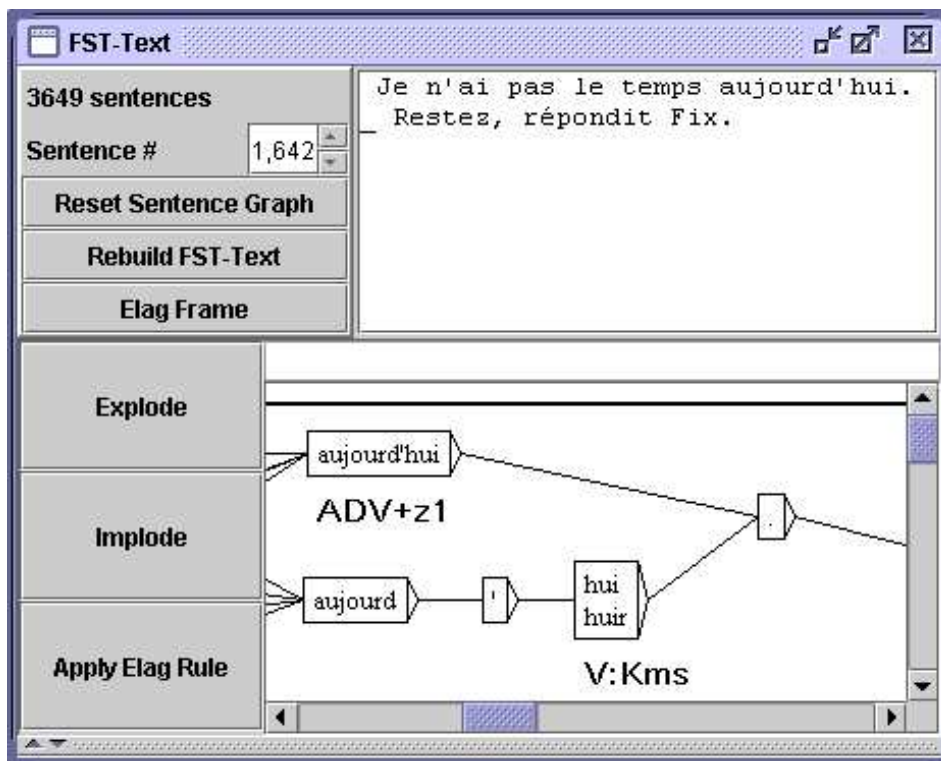 FST-Text
3649 sentences
Sentence # 1,642
Reset Sentence Graph
Rebuild FST-Text
Elag Frame
Je n'ai pas le temps aujourd'hui.
_ Restez, répondit Fix.
Explode
Implode
Apply Elag Rule
aujourd'hui
ADV+z1
.
aujourd
'
hui
huir
V:Kms